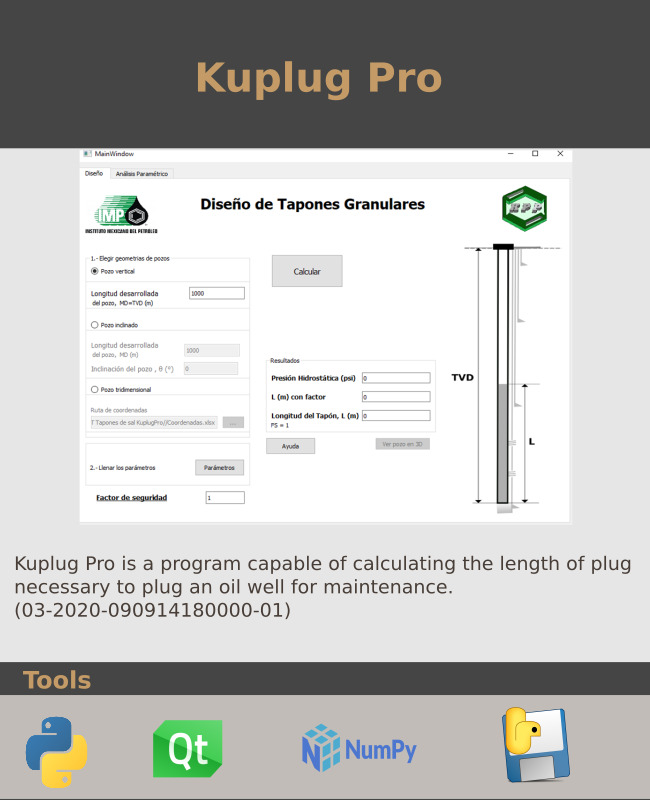 Kuplug Pro
MainWindow
Diseño
Análisis Paramétrico
IMP
INSTITUTO MEXICANO DEL PETROLEO
Diseño de Tapones Granulares
EPP
1.- Elegir geometrias de pozos
Pozo vertical
Longitud desarrollada
del pozo, MD=TVD (m)
1000
Pozo inclinado
Longitud desarrollada
del pozo, MD (m)
1000
Inclinación del pozo , θ (º)
0
Pozo tridimensional
Ruta de coordenadas
T Tapones de sal KuplugPro//Coordenadas.xlsx
...
2.- Llenar los parámetros
Parámetros
Factor de seguridad
1
Calcular
Resultados
Presión Hidrostática (psi)
0
L (m) con factor
0
Longitud del Tapón, L (m)
0
FS = 1
Ayuda
Ver pozo en 3D
TVD
L
Kuplug Pro is a program capable of calculating the length of plug
necessary to plug an oil well for maintenance.
(03-2020-090914180000-01)
Tools
Qt
NumPy